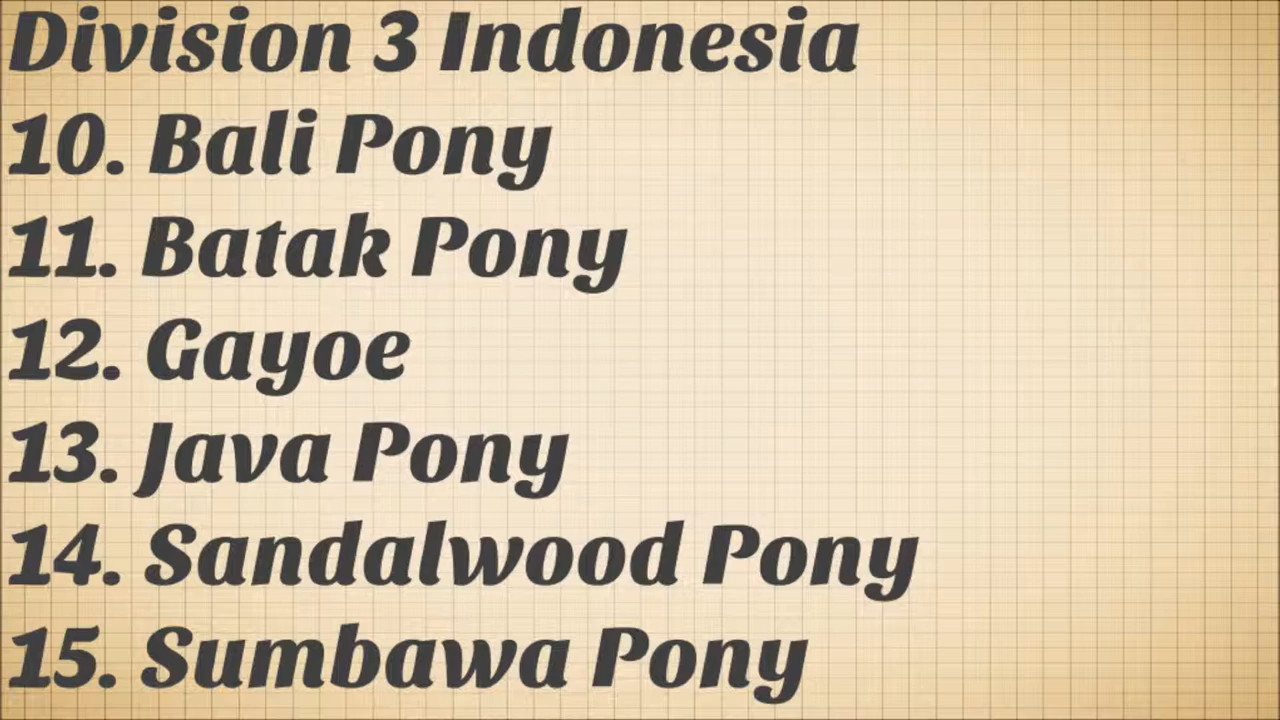 Division 3 Indonesia
10. Bali Pony
11. Batak Pony
12. Gayoe
13. Java Pony
14. Sandalwood Pony
15. Sumbawa Pony